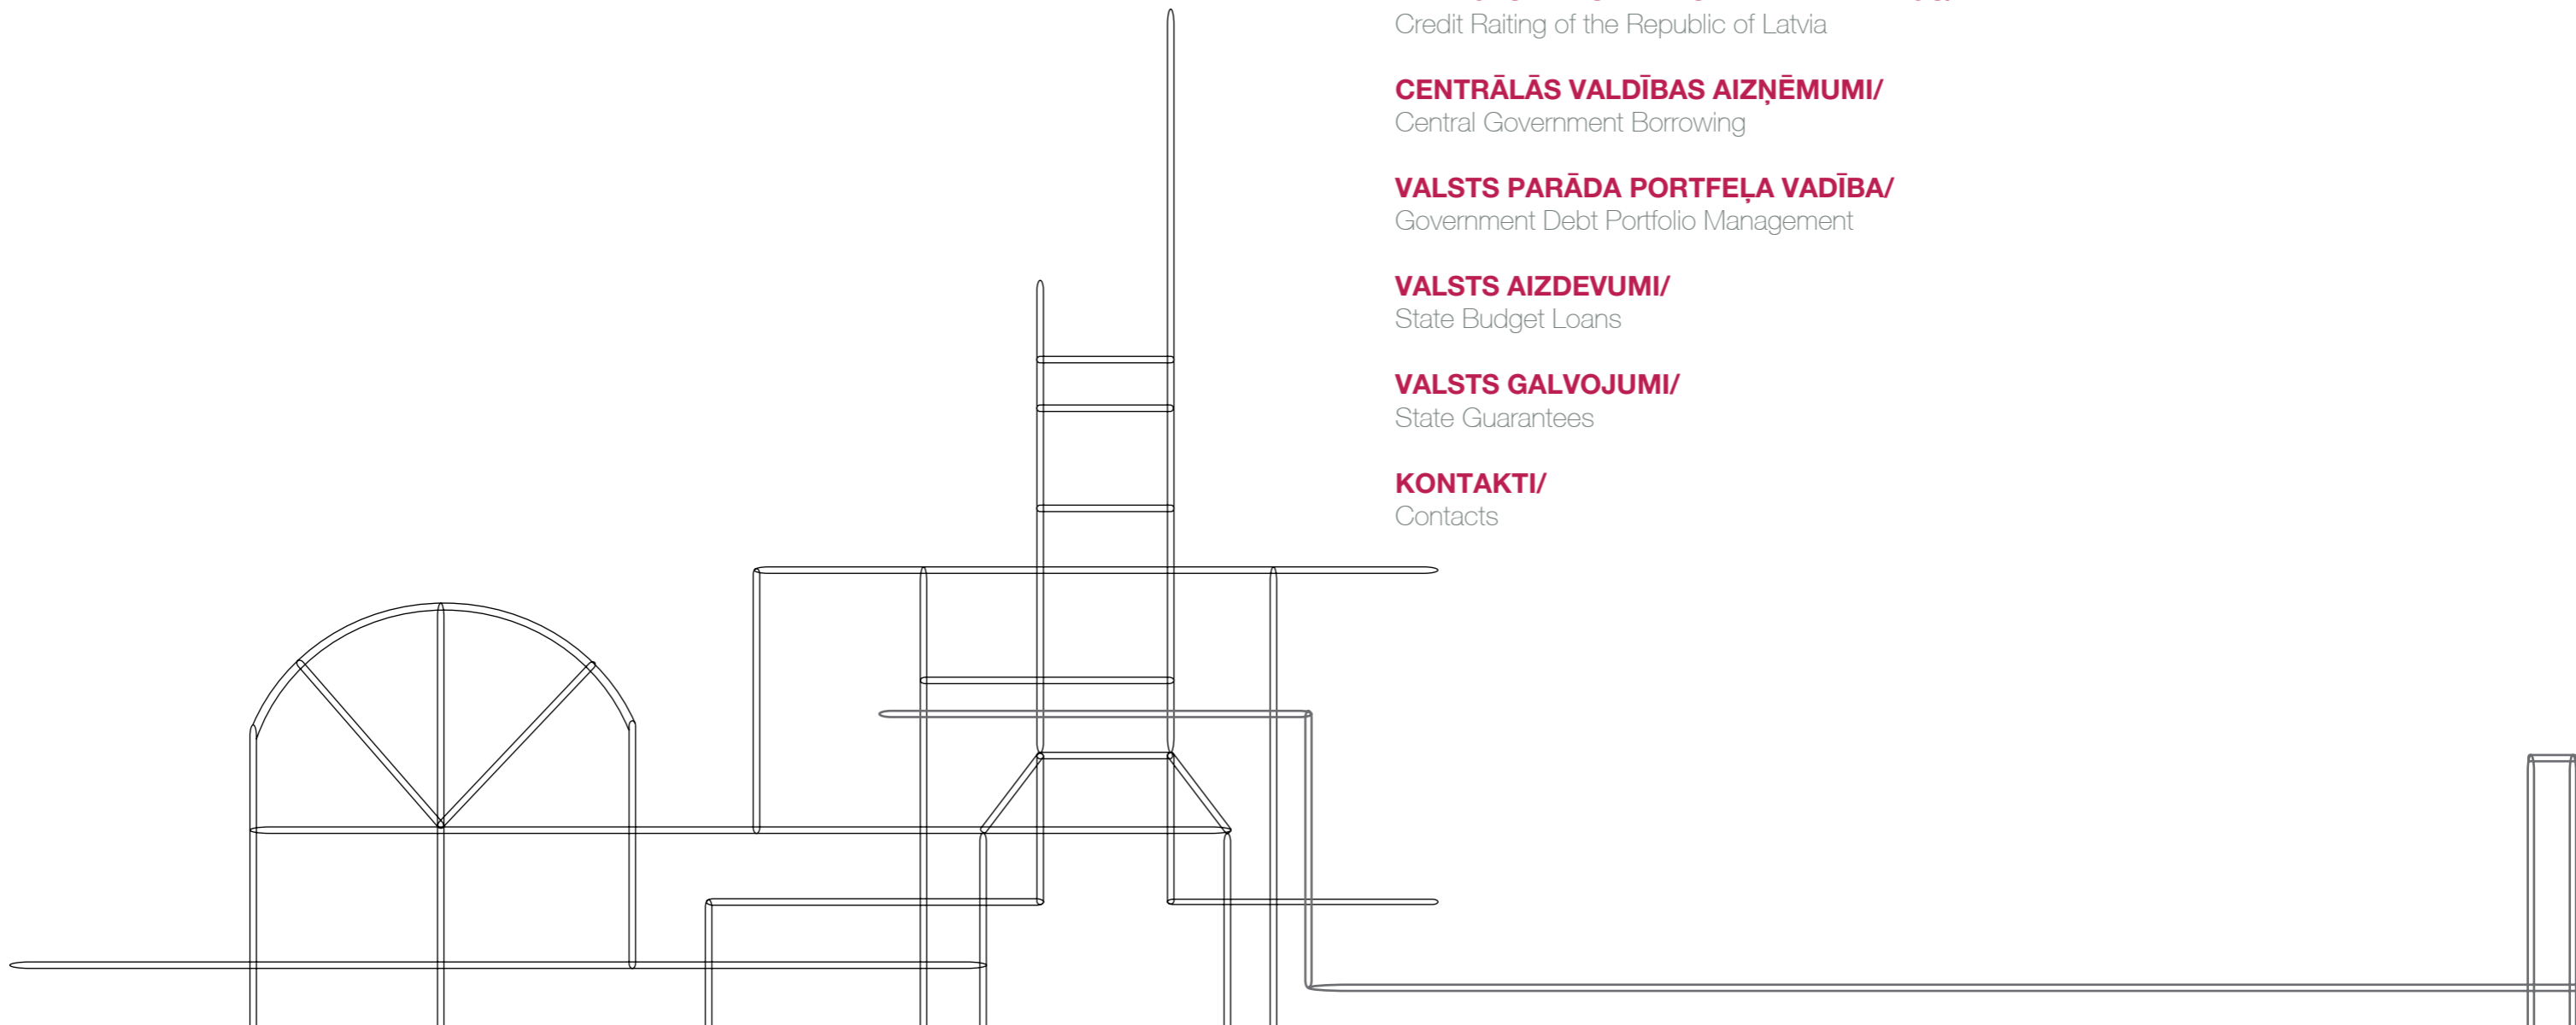 Credit Raiting of the Republic of Latvia
CENTRĀLĀS VALDĪBAS AIZŅĒMUMI/
Central Government Borrowing
VALSTS PARĀDA PORTFEĻA VADĪBA/
Government Debt Portfolio Management
VALSTS AIZDEVUMI/
State Budget Loans
VALSTS GALVOJUMI/
State Guarantees
KONTAKTI/
Contacts